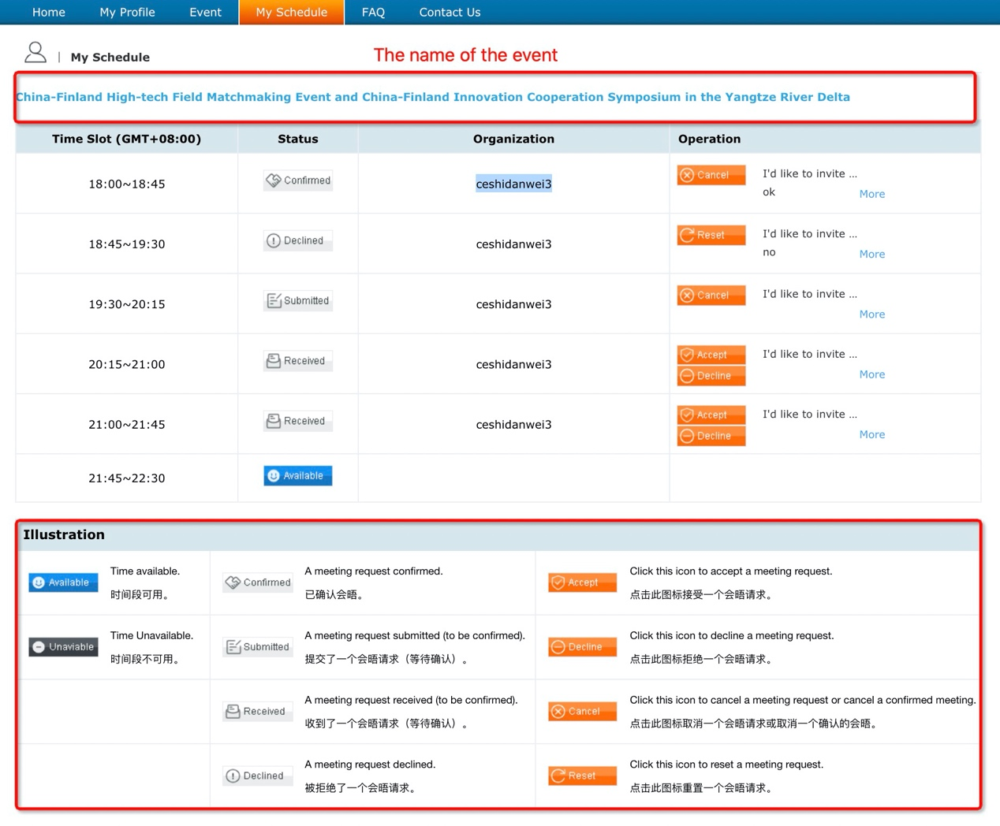 Home My Profile Event My Schedule FAQ Contact Us
| My Schedule
The name of the event
China-Finland High-tech Field Matchmaking Event and China-Finland Innovation Cooperation Symposium in the Yangtze River Delta
Time Slot (GMT+08:00) Status Organization Operation
18:00~18:45 Confirmed ceshidanwei3 Cancel I'd like to invite ...
ok More
18:45~19:30 Declined ceshidanwei3 Reset I'd like to invite ...
no More
19:30~20:15 Submitted ceshidanwei3 Cancel I'd like to invite ...
More
20:15~21:00 Received ceshidanwei3 Accept I'd like to invite ...
Decline More
21:00~21:45 Received ceshidanwei3 Accept I'd like to invite ...
Decline More
21:45~22:30 Available
Illustration
Available Time available. Confirmed A meeting request confirmed. Accept Click this icon to accept a meeting request.
时间段可用。 已确认会晤。 点击此图标接受一个会晤请求。
Unaviable Time Unavailable. Submitted A meeting request submitted (to be confirmed). Decline Click this icon to decline a meeting request.
时间段不可用。 提交了一个会晤请求（等待确认）。 点击此图标拒绝一个会晤请求。
Received A meeting request received (to be confirmed). Cancel Click this icon to cancel a meeting request or cancel a confirmed meeting.
收到了一个会晤请求（等待确认）。 点击此图标取消一个会晤请求或取消一个确认的会晤。
Declined A meeting request declined. Reset Click this icon to reset a meeting request.
被拒绝了一个会晤请求。 点击此图标重置一个会晤请求。